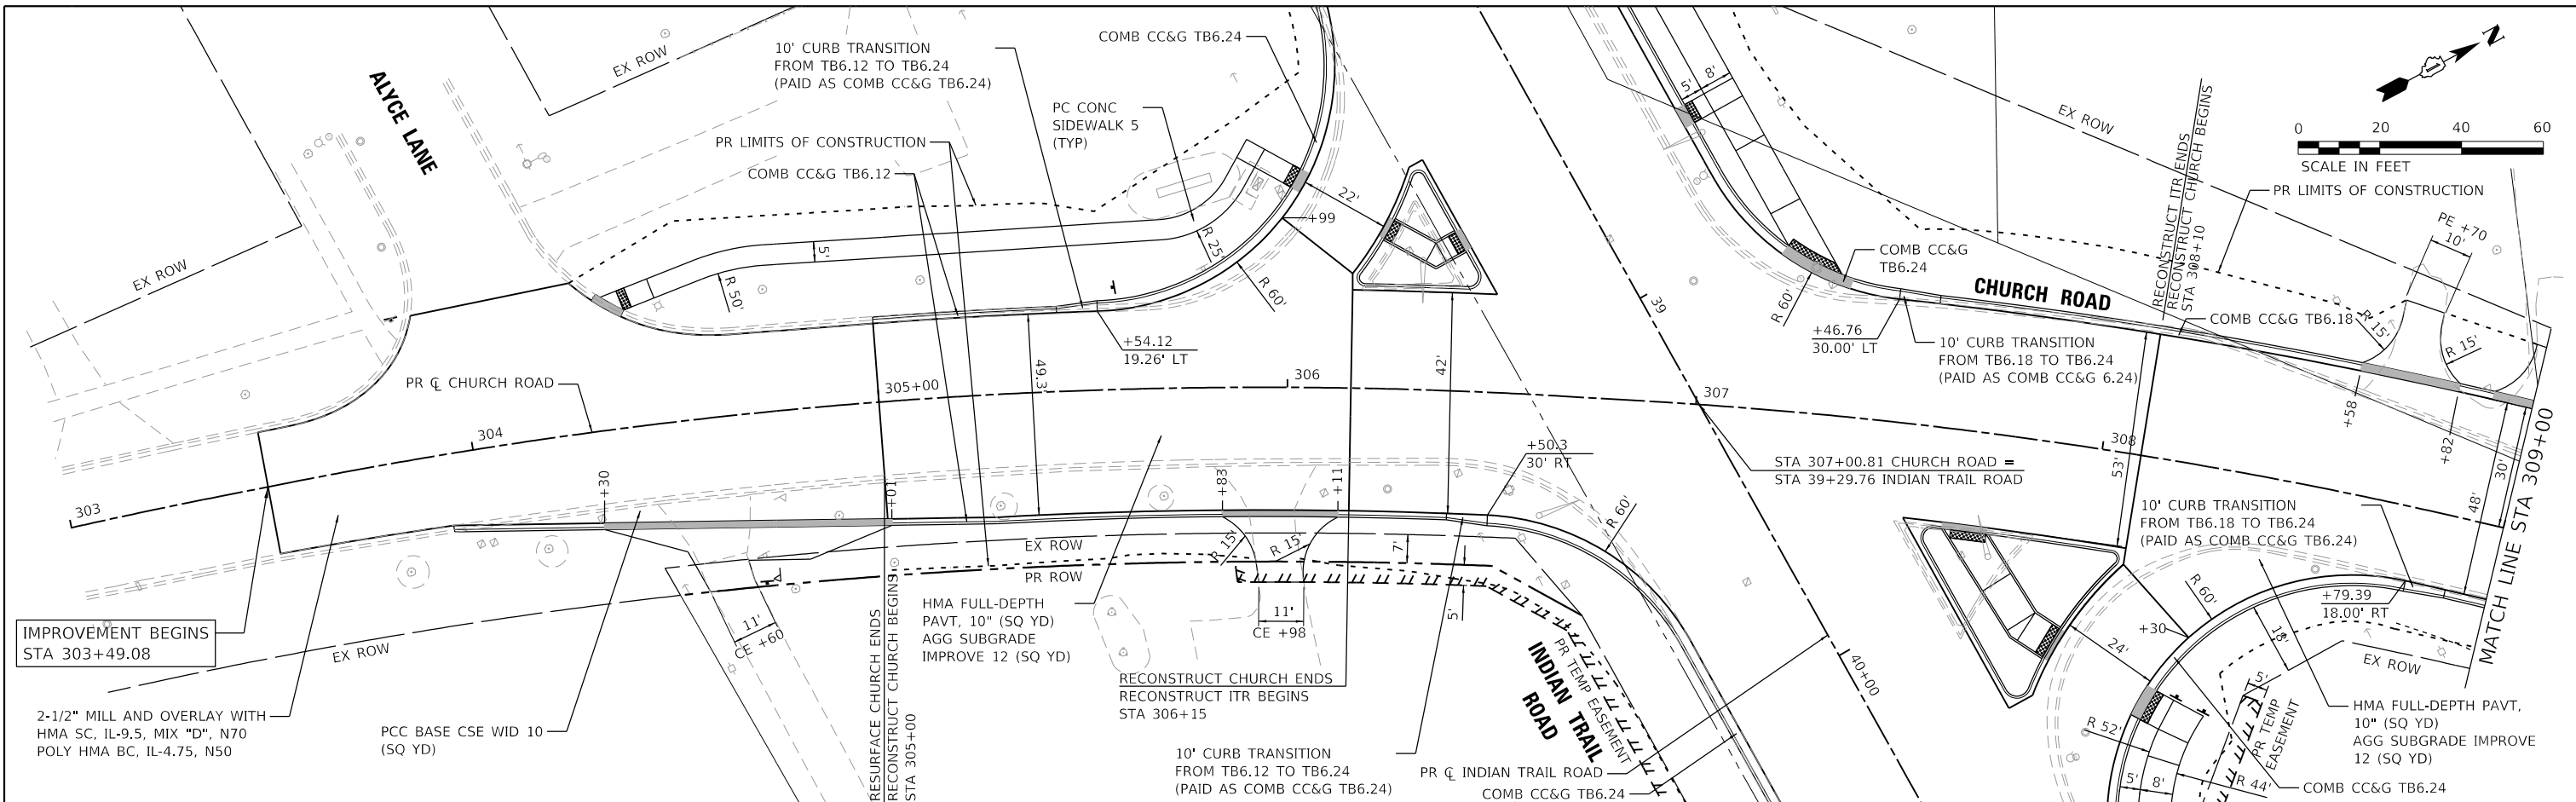 ALYCE LANE
EX ROW
EX ROW
10' CURB TRANSITION
FROM TB6.12 TO TB6.24
(PAID AS COMB CC&G TB6.24)
COMB CC&G TB6.24
PC CONC
SIDEWALK 5
(TYP)
PR LIMITS OF CONSTRUCTION
COMB CC&G TB6.12
5'
R 50'
R 25'
R 60'
+99
22'
+54.12
19.26' LT
49.3'
42'
PR ℄ CHURCH ROAD
303
304
305+00
306
307
308
39
40+00
5'
8'
R 60'
COMB CC&G
TB6.24
+46.76
30.00' LT
CHURCH ROAD
10' CURB TRANSITION
FROM TB6.18 TO TB6.24
(PAID AS COMB CC&G 6.24)
RECONSTRUCT ITR ENDS
RECONSTRUCT CHURCH BEGINS
STA 308+10
EX ROW
N
0 20 40 60
SCALE IN FEET
PR LIMITS OF CONSTRUCTION
PE +70
10'
COMB CC&G TB6.18
R 15'
R 15'
+58
+82
30'
48'
53'
MATCH LINE STA 309+00
STA 307+00.81 CHURCH ROAD =
STA 39+29.76 INDIAN TRAIL ROAD
+50.3
30' RT
R 60'
+30
+01
+83
+11
EX ROW
PR ROW
R 15'
R 15'
7'
5'
11'
CE +98
11'
CE +60
IMPROVEMENT BEGINS
STA 303+49.08
EX ROW
2-1/2" MILL AND OVERLAY WITH
HMA SC, IL-9.5, MIX "D", N70
POLY HMA BC, IL-4.75, N50
PCC BASE CSE WID 10
(SQ YD)
RESURFACE CHURCH ENDS
RECONSTRUCT CHURCH BEGINS
STA 305+00
HMA FULL-DEPTH
PAVT, 10" (SQ YD)
AGG SUBGRADE
IMPROVE 12 (SQ YD)
RECONSTRUCT CHURCH ENDS
RECONSTRUCT ITR BEGINS
STA 306+15
10' CURB TRANSITION
FROM TB6.12 TO TB6.24
(PAID AS COMB CC&G TB6.24)
INDIAN TRAIL
ROAD
PR TEMP EASEMENT
PR ℄ INDIAN TRAIL ROAD
COMB CC&G TB6.24
10' CURB TRANSITION
FROM TB6.18 TO TB6.24
(PAID AS COMB CC&G TB6.24)
+79.39
18.00' RT
R 60'
+30
24'
18'
5'
EX ROW
R 52'
5'
8'
R 44'
PR TEMP
EASEMENT
HMA FULL-DEPTH PAVT,
10" (SQ YD)
AGG SUBGRADE IMPROVE
12 (SQ YD)
COMB CC&G TB6.24